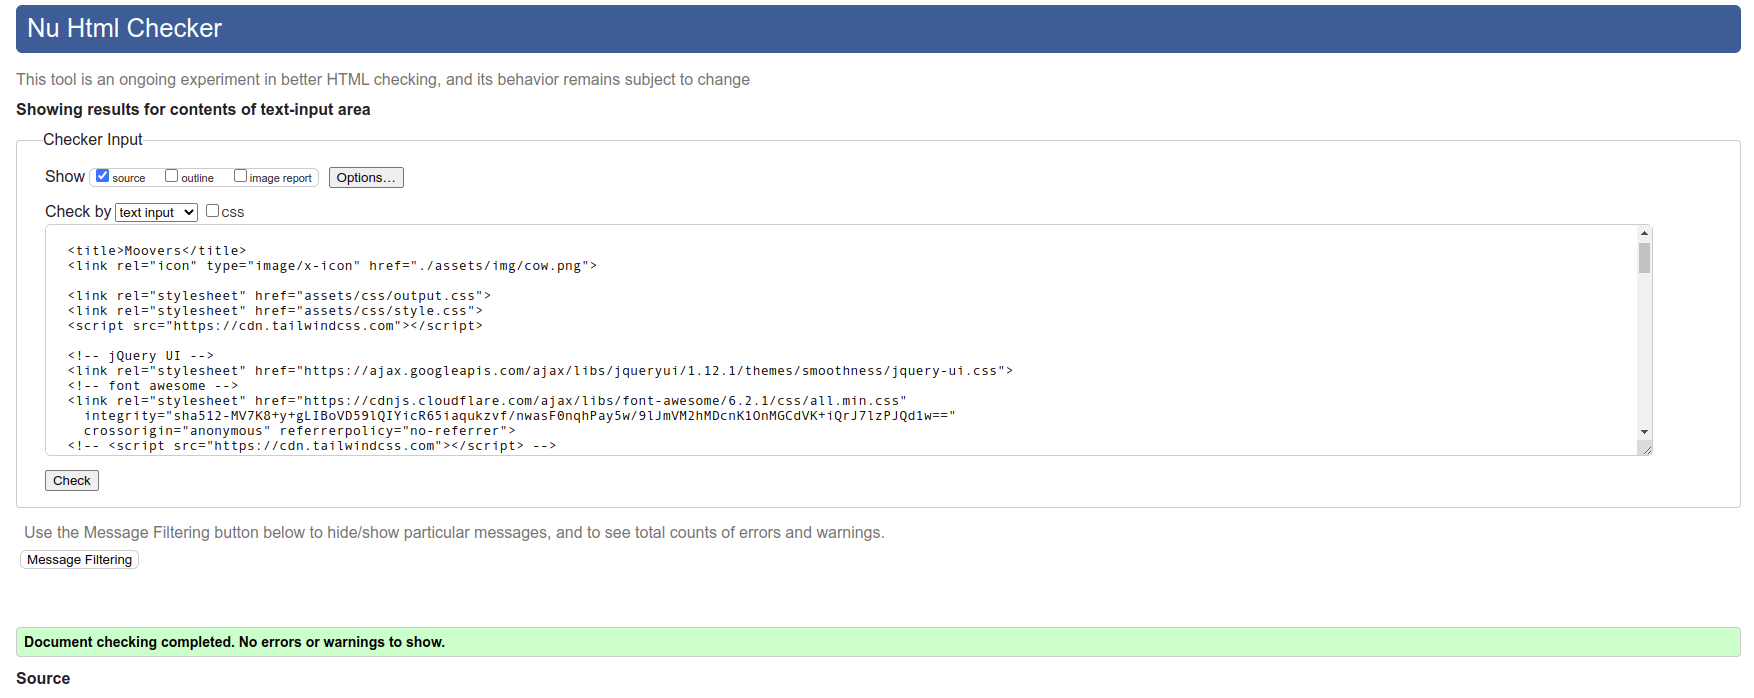 Nu Html Checker
This tool is an ongoing experiment in better HTML checking, and its behavior remains subject to change
Showing results for contents of text-input area
Checker Input
Show source outline image report Options...
Check by text input CSS
<title>Moovers</title>
<link rel="icon" type="image/x-icon" href="./assets/img/cow.png">
<link rel="stylesheet" href="assets/css/output.css">
<link rel="stylesheet" href="assets/css/style.css">
<script src="https://cdn.tailwindcss.com"></script>
<!-- jQuery UI -->
<link rel="stylesheet" href="https://ajax.googleapis.com/ajax/libs/jqueryui/1.12.1/themes/smoothness/jquery-ui.css">
<!-- font awesome -->
<link rel="stylesheet" href="https://cdnjs.cloudflare.com/ajax/libs/font-awesome/6.2.1/css/all.min.css"
integrity="sha512-MV7K8+y+gLIBoVD59lQIYicR65iaqukzvf/nwasF0nqhPay5w/9lJmVM2hMDcnK1OnMGCdVK+iQrJ7lzPJQd1w=="
crossorigin="anonymous" referrerpolicy="no-referrer">
<!-- <script src="https://cdn.tailwindcss.com"></script> -->
Check
Use the Message Filtering button below to hide/show particular messages, and to see total counts of errors and warnings.
Message Filtering
Document checking completed. No errors or warnings to show.
Source